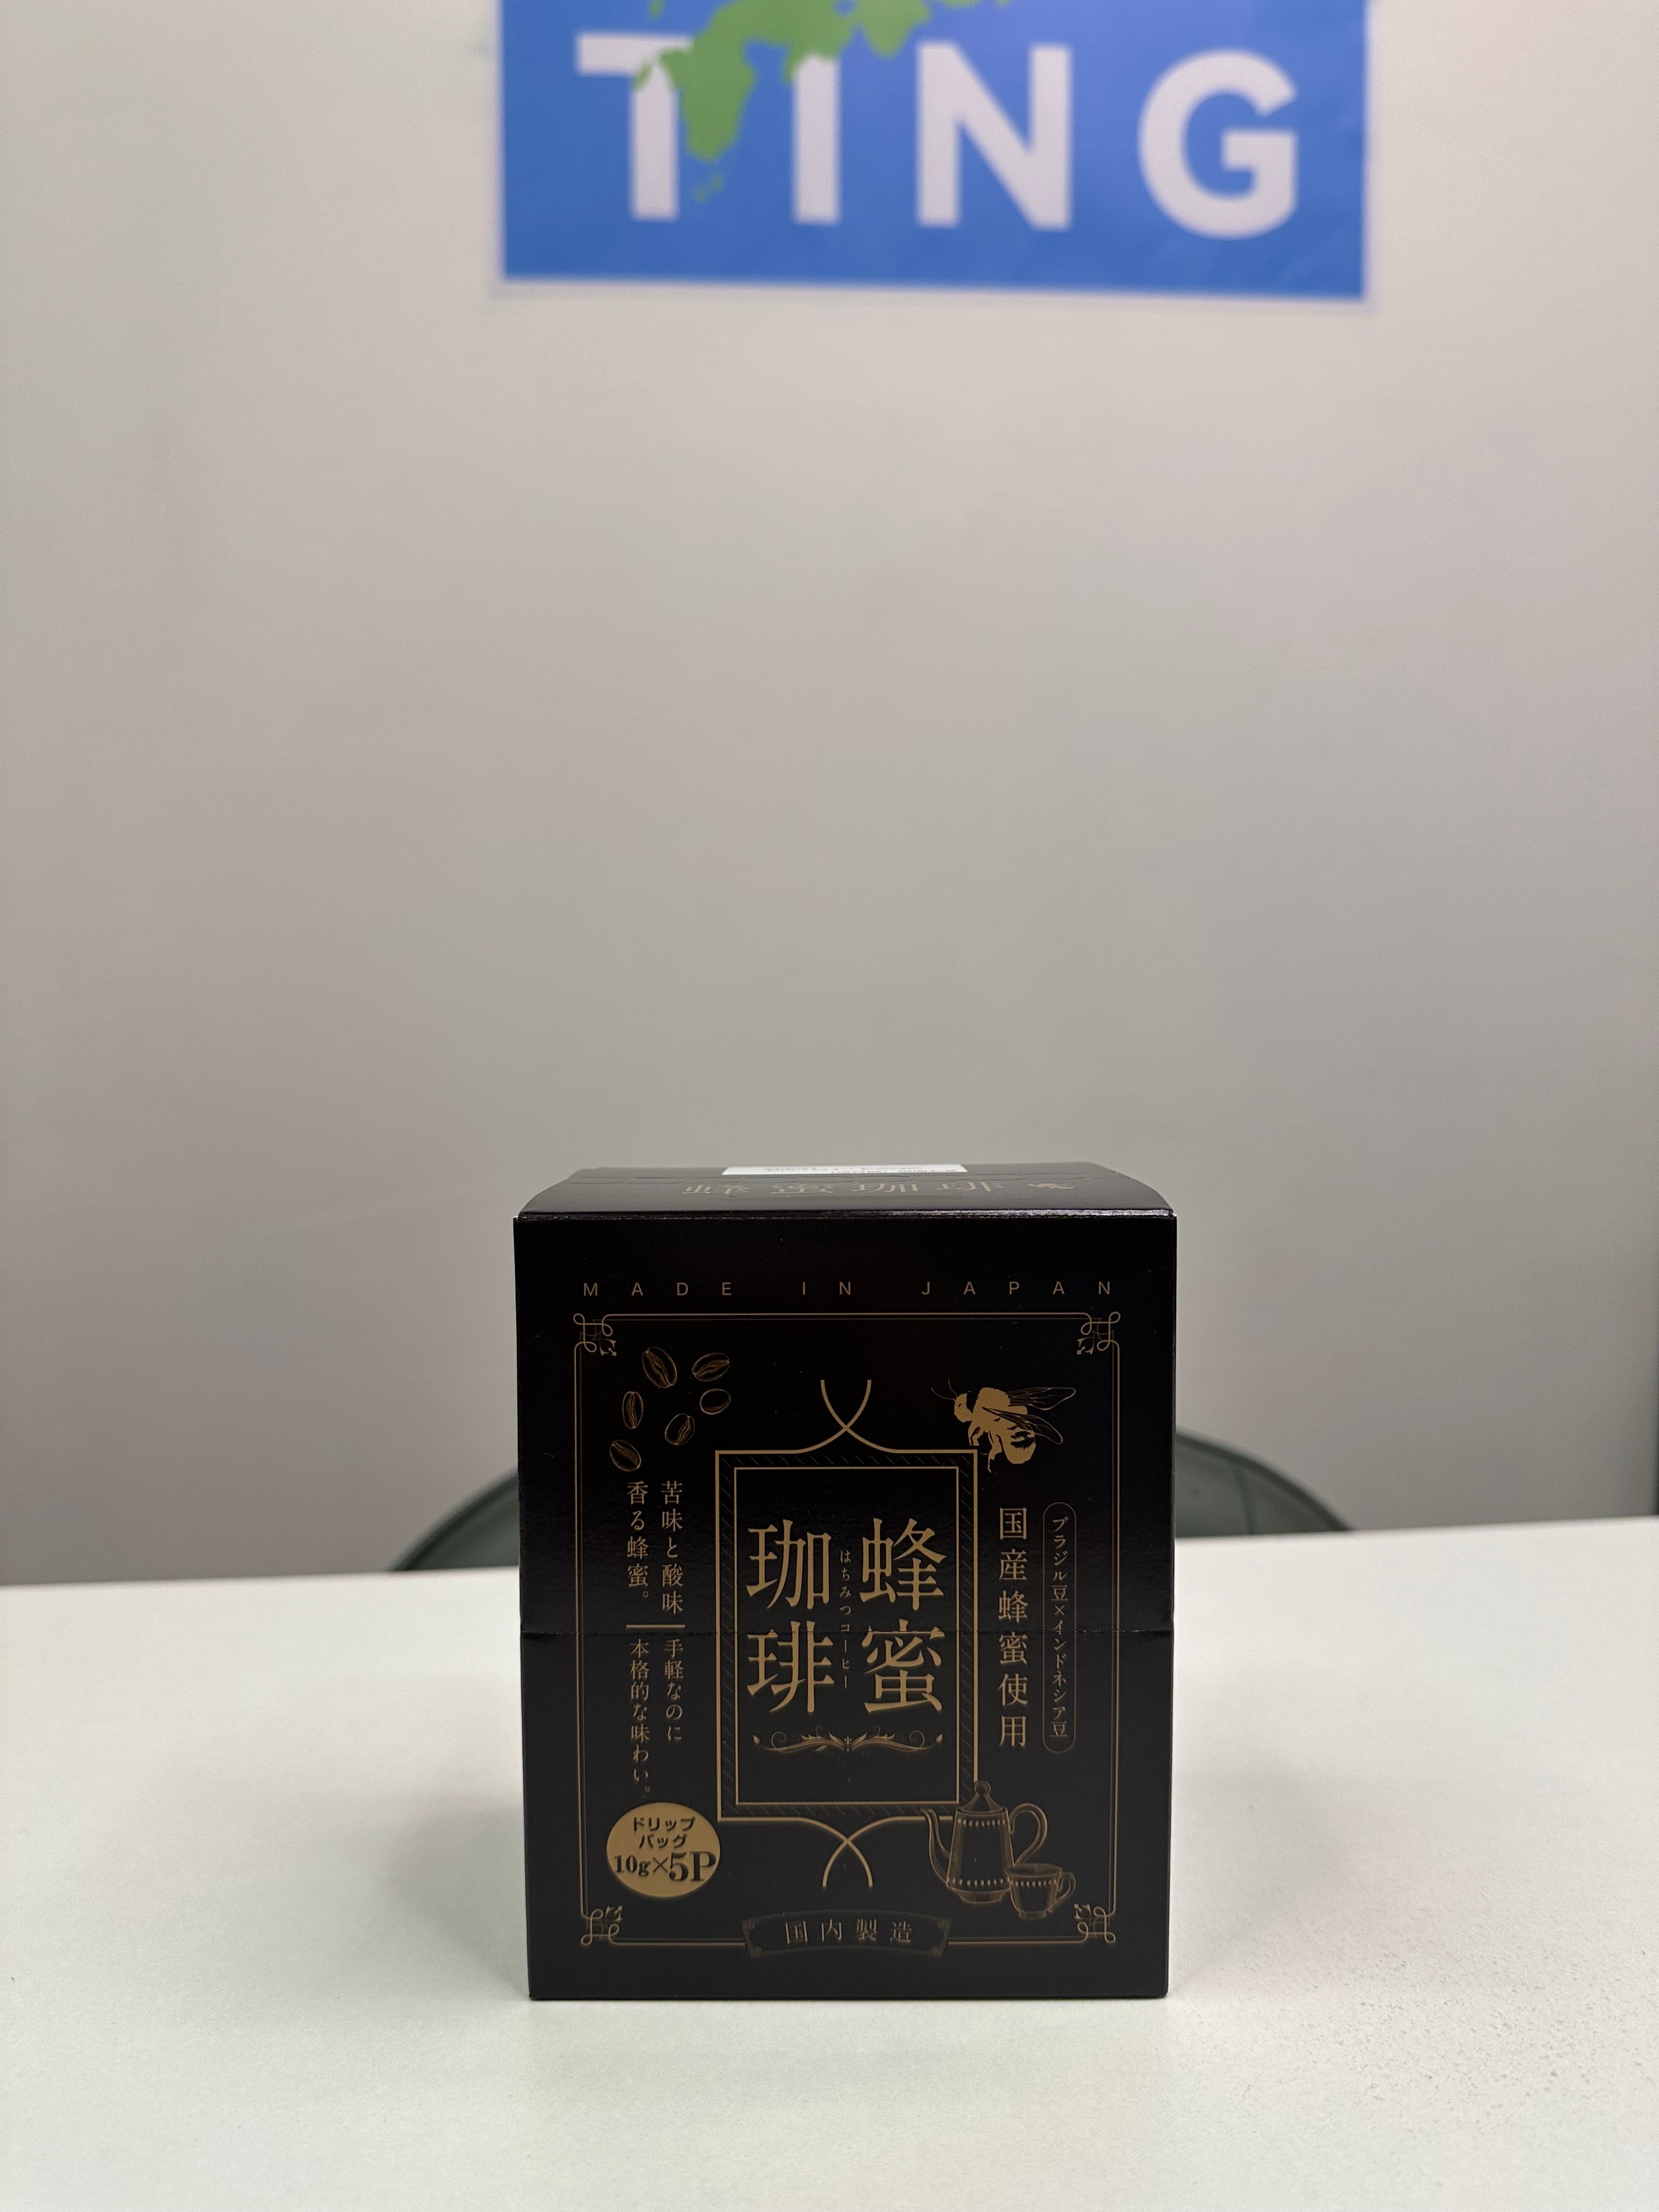 TING
蜂蜜珈琲
MADE IN JAPAN
ブラジル豆×インドネシア豆
国産蜂蜜使用
蜂蜜
はちみつコーヒー
珈琲
苦味と酸味
香る蜂蜜。
手軽なのに
本格的な味わい。
ドリップ
バッグ
10g×5P
国内製造